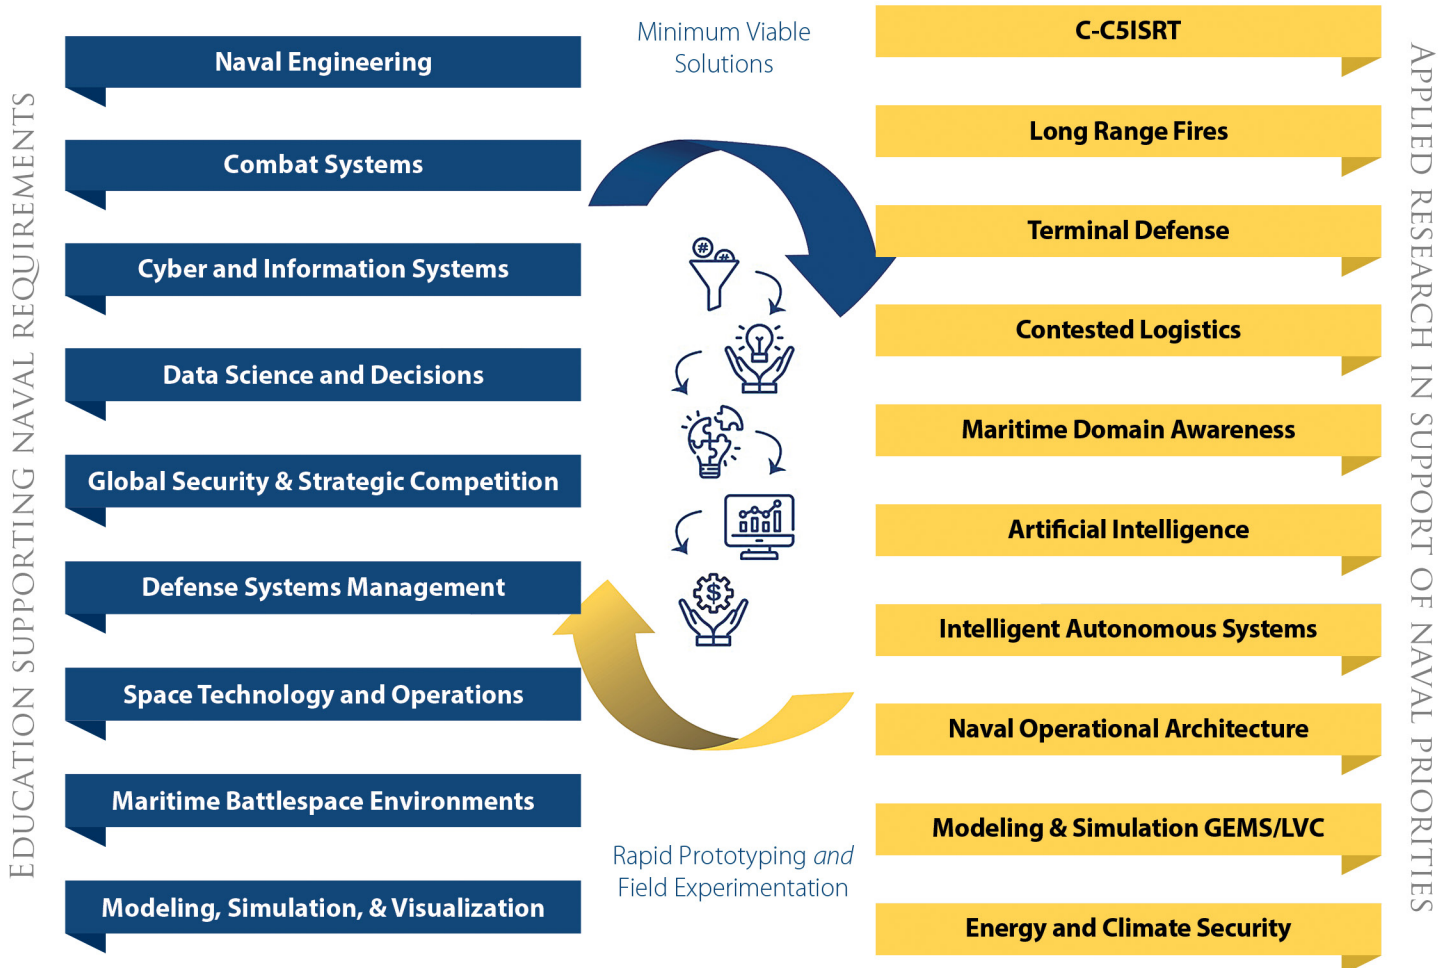 EDUCATION SUPPORTING NAVAL REQUIREMENTS
Naval Engineering
Combat Systems
Cyber and Information Systems
Data Science and Decisions
Global Security & Strategic Competition
Defense Systems Management
Space Technology and Operations
Maritime Battlespace Environments
Modeling, Simulation, & Visualization
Minimum Viable
Solutions
#
#
$
Rapid Prototyping and
Field Experimentation
C-C5ISRT
Long Range Fires
Terminal Defense
Contested Logistics
Maritime Domain Awareness
Artificial Intelligence
Intelligent Autonomous Systems
Naval Operational Architecture
Modeling & Simulation GEMS/LVC
Energy and Climate Security
APPLIED RESEARCH IN SUPPORT OF NAVAL PRIORITIES